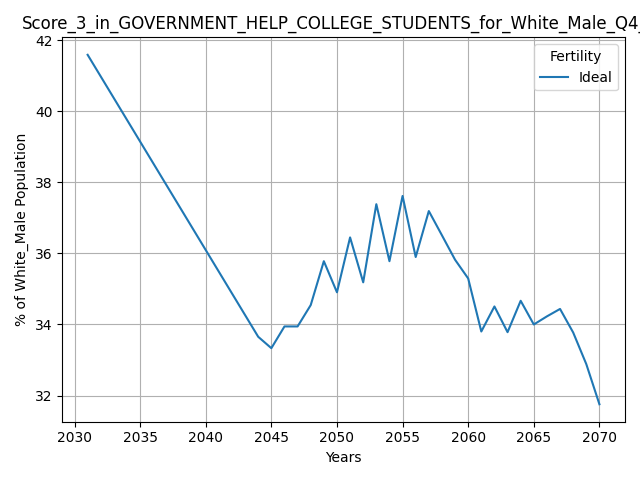 Score_3_in_GOVERNMENT_HELP_COLLEGE_STUDENTS_for_White_Male_Q4_
Fertility
Ideal
% of White_Male Population
42
40
38
36
34
32
2030 2035 2040 2045 2050 2055 2060 2065 2070
Years